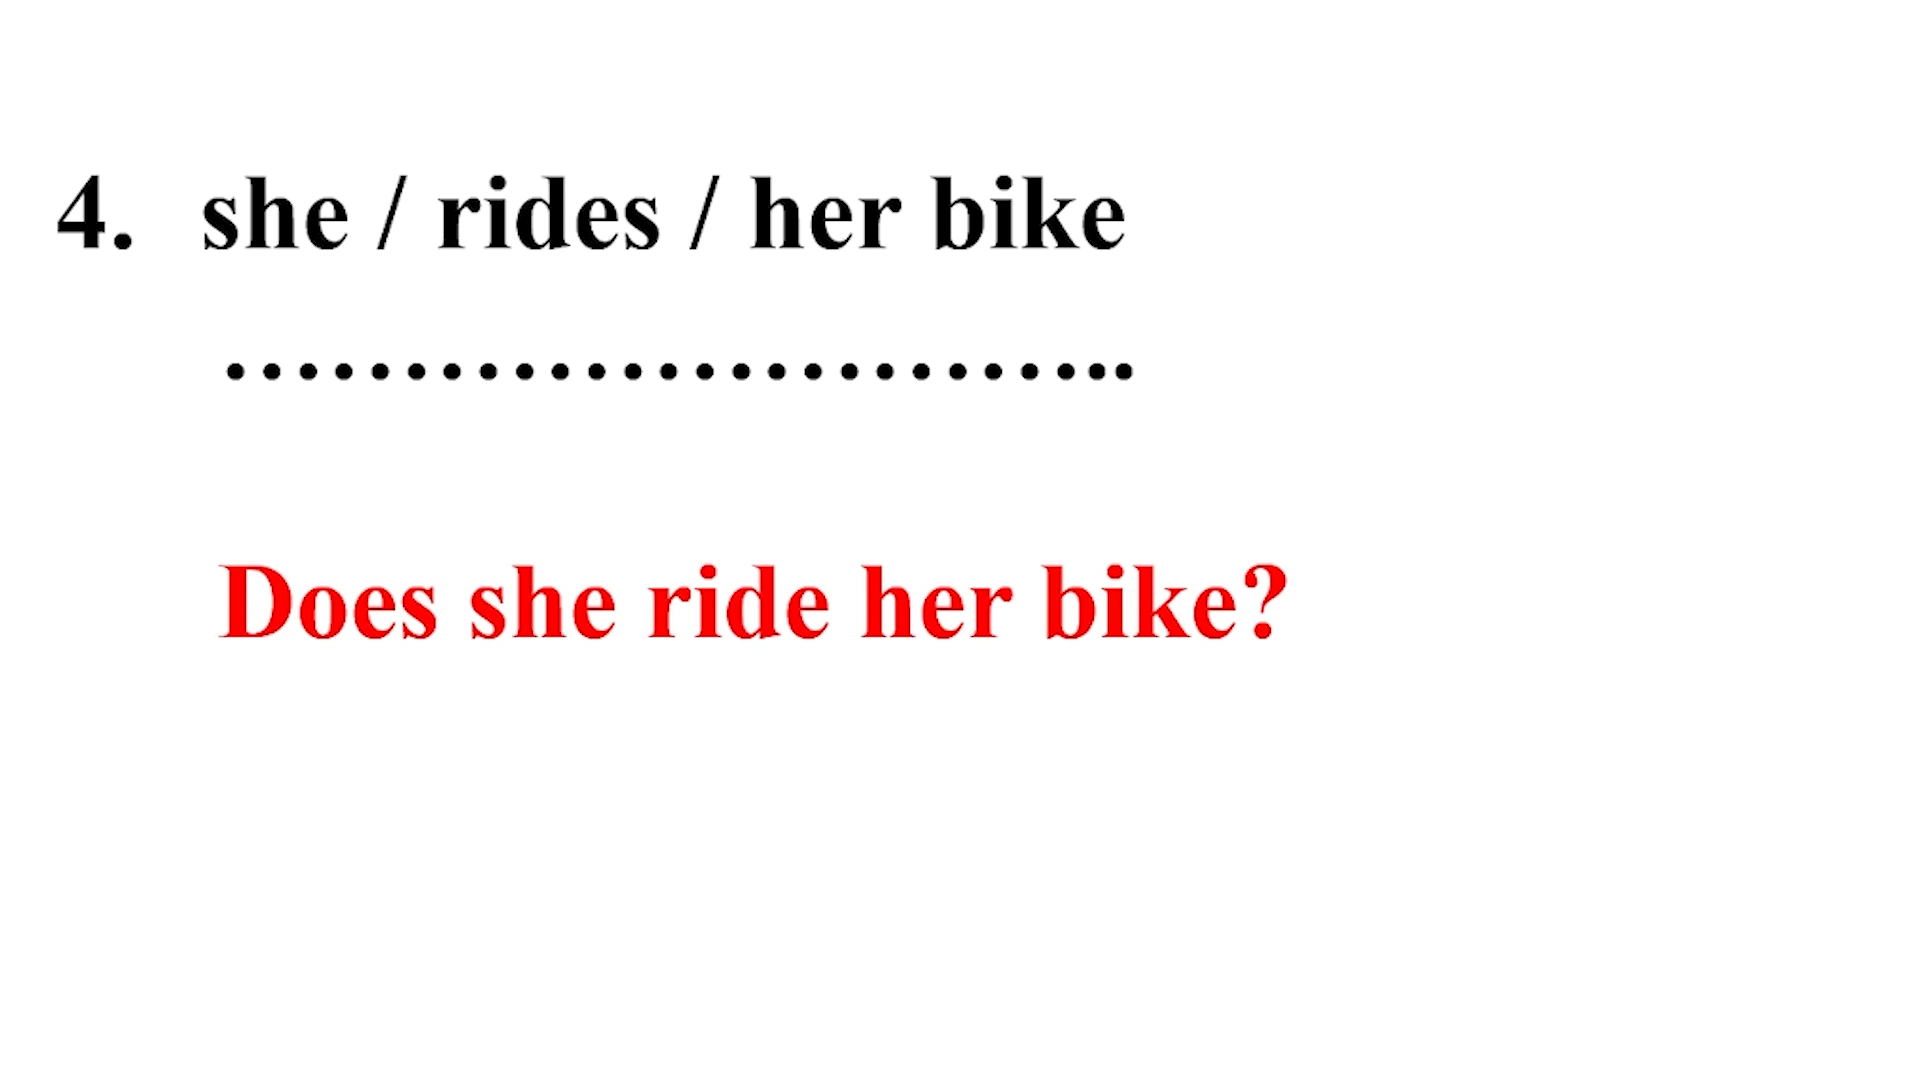 4. she / rides / her bike
………………………..
Does she ride her bike?